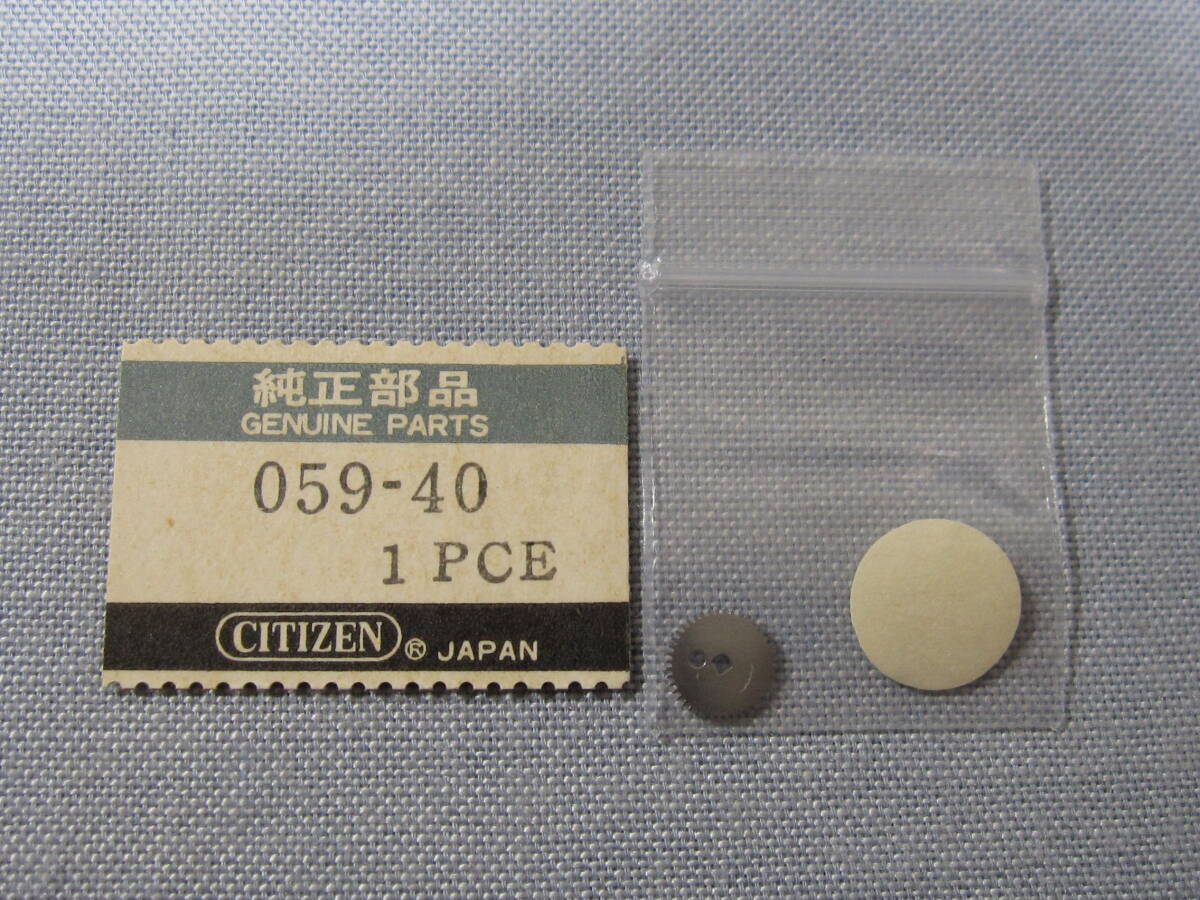 純正部品
GENUINE PARTS
059-40
1 PCE
CITIZEN® JAPAN